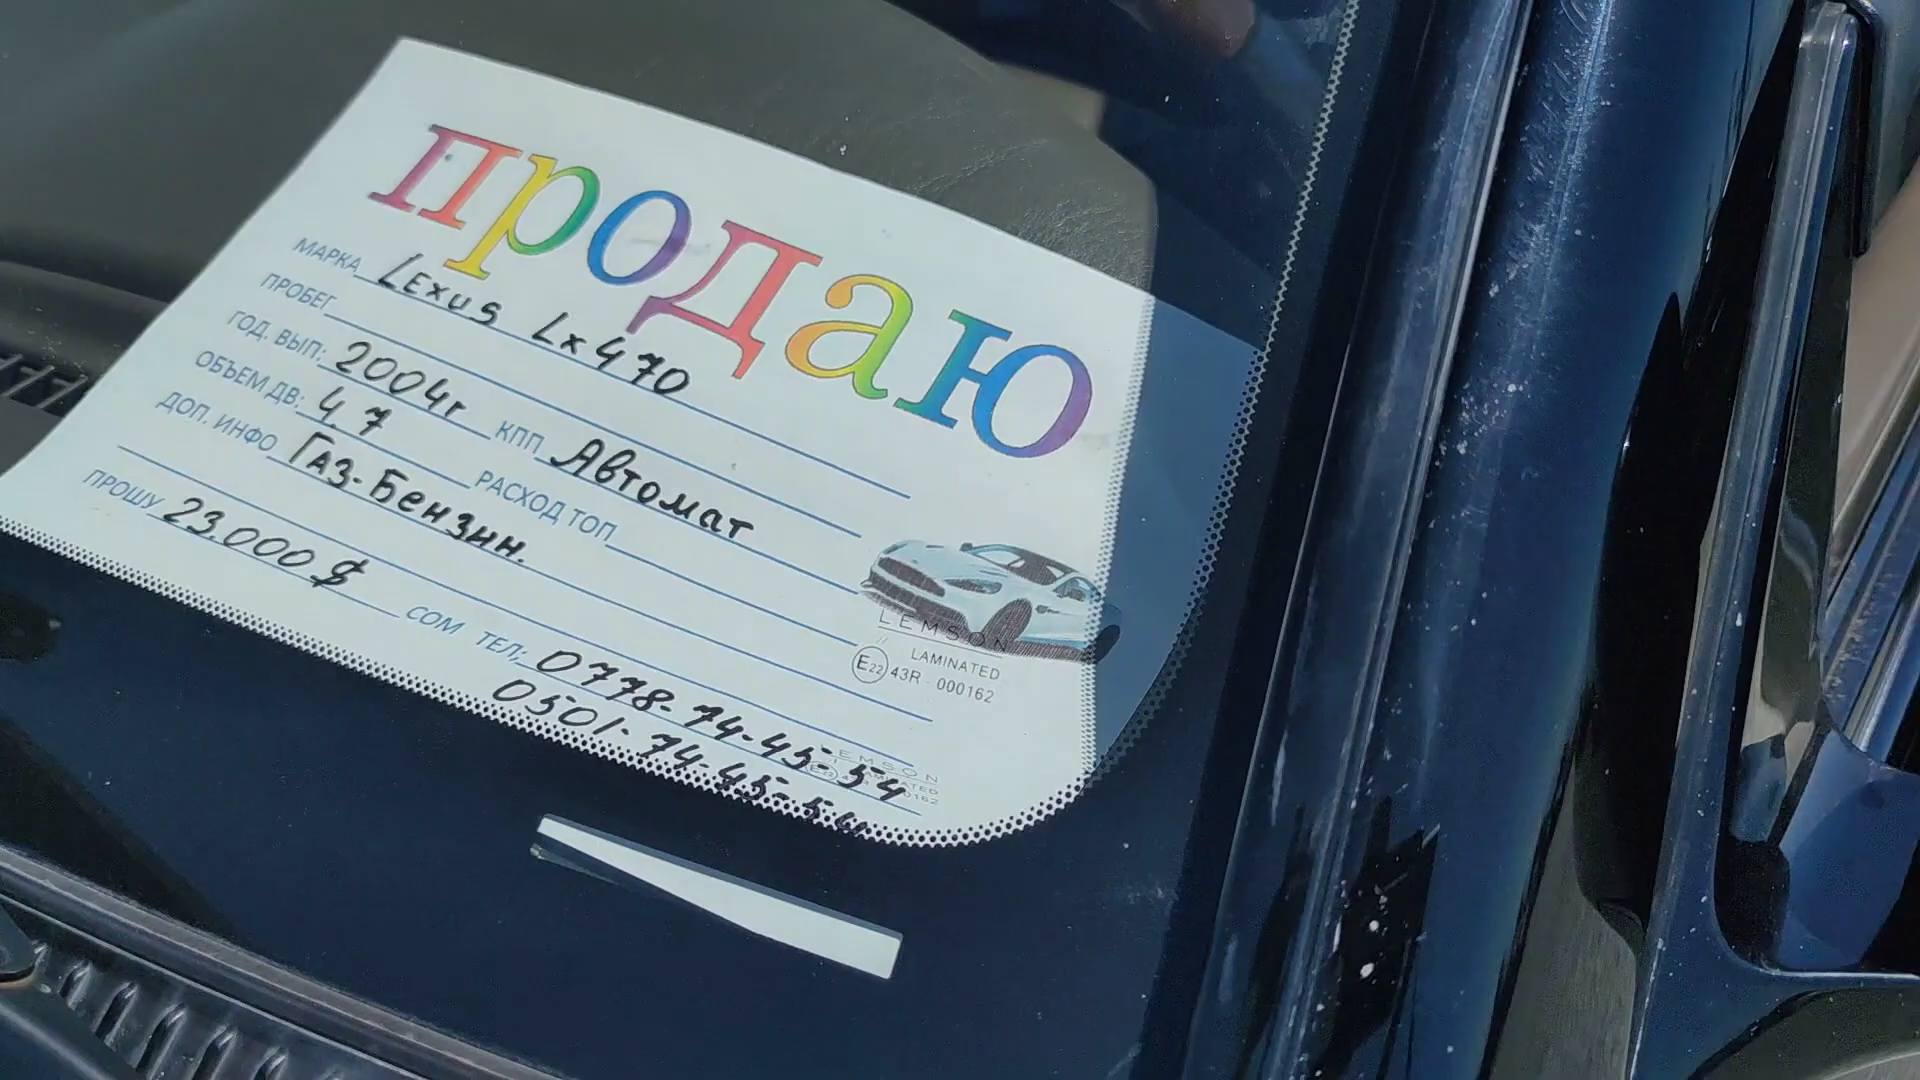 продаю
МАРКА Lexus Lx470
ПРОБЕГ
ГОД. ВЫП: 2004г КПП Автомат
ОБЪЕМ ДВ: 4.7 РАСХОД ТОП
ДОП. ИНФО Газ-Бензин.
ПРОШУ 23.000$ СОМ ТЕЛ: 0778-74-45-54
0501-74-45-54
LEMSON
LAMINATED
E22 43R - 000162